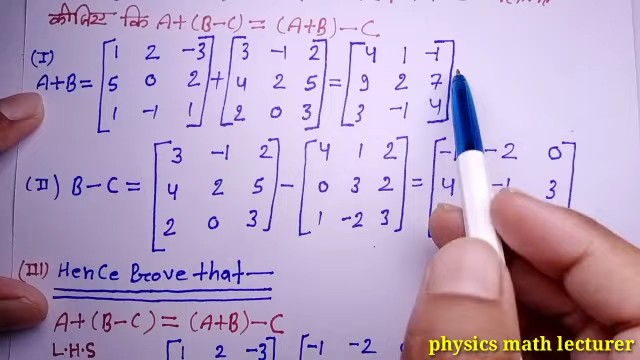 कीजिए कि A+(B-C) = (A+B)-C
(I) A+B = [1 2 -3; 5 0 2; 1 -1 1] + [3 -1 2; 4 2 5; 2 0 3] = [4 1 -1; 9 2 7; 3 -1 4]
(II) B-C = [3 -1 2; 4 2 5; 2 0 3] - [4 1 2; 0 3 2; 1 -2 3] = [-1 -2 0; 4 -1 3
(III) Hence Prove that—
A+(B-C) = (A+B)-C
L.H.S [1 2 -3] [-1 -2
physics math lecturer